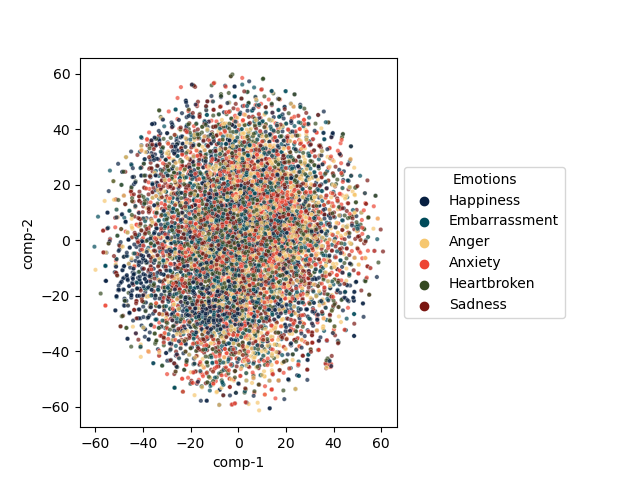 60
40
20
0
−20
−40
−60
comp-2
−60 −40 −20 0 20 40 60
comp-1
Emotions
Happiness
Embarrassment
Anger
Anxiety
Heartbroken
Sadness